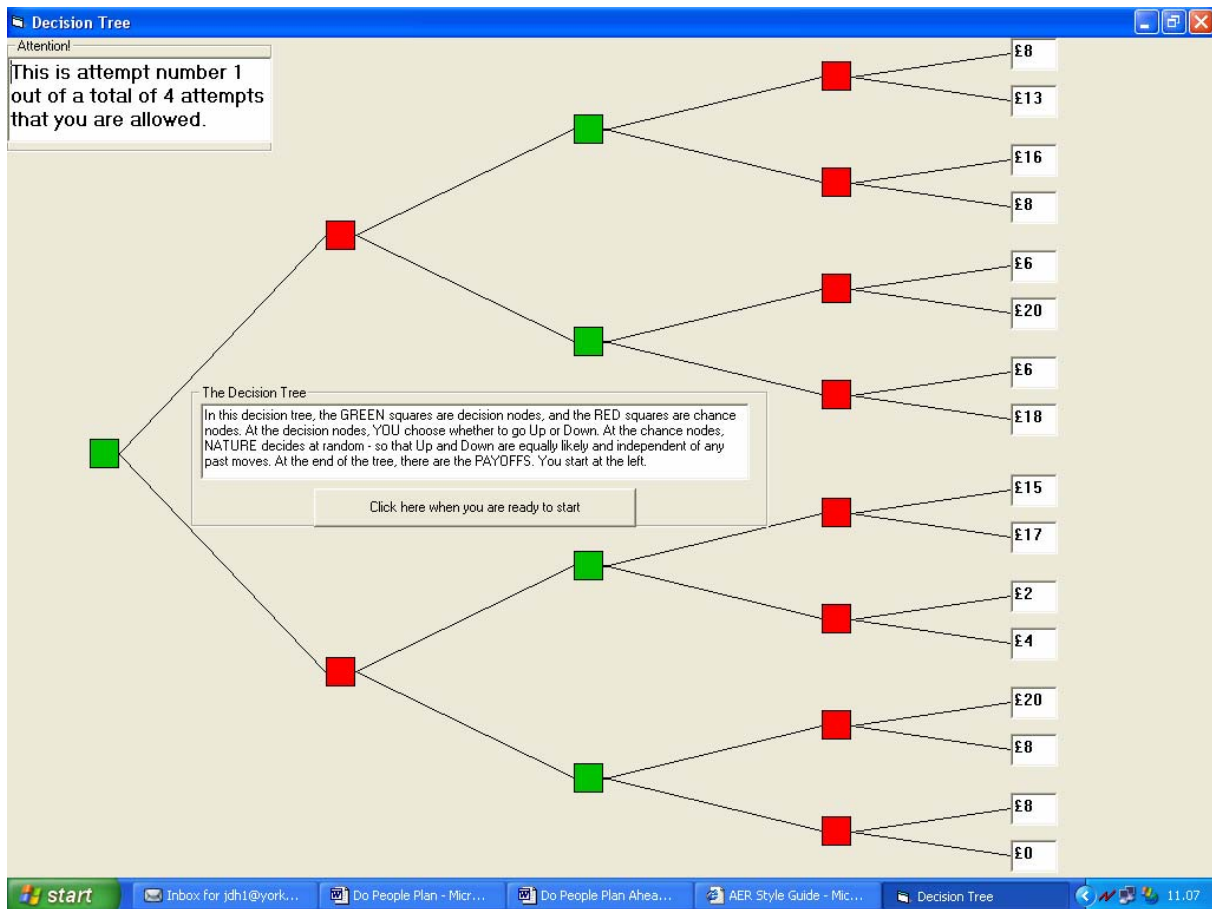 Decision Tree
Attention!
This is attempt number 1
out of a total of 4 attempts
that you are allowed.
£8
£13
£16
£8
£6
£20
£6
£18
The Decision Tree
In this decision tree, the GREEN squares are decision nodes, and the RED squares are chance
nodes. At the decision nodes, YOU choose whether to go Up or Down. At the chance nodes,
NATURE decides at random - so that Up and Down are equally likely and independent of any
past moves. At the end of the tree, there are the PAYOFFS. You start at the left.
Click here when you are ready to start
£15
£17
£2
£4
£20
£8
£8
£0
start
Inbox for jdh1@york...
Do People Plan - Micr...
Do People Plan Ahea...
AER Style Guide - Mic...
Decision Tree
11.07